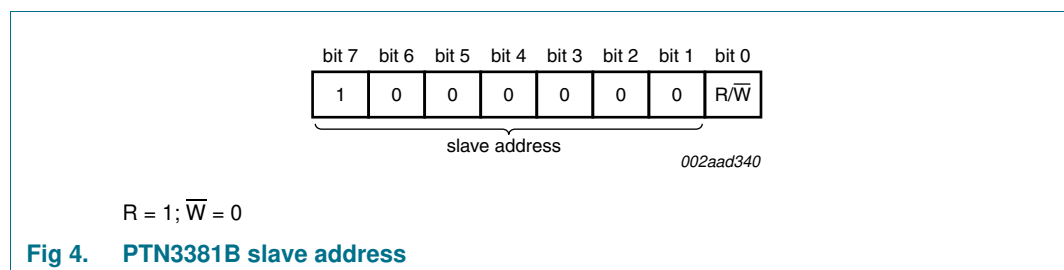 bit 7 bit 6 bit 5 bit 4 bit 3 bit 2 bit 1 bit 0
1 0 0 0 0 0 0 R/W̅
slave address
002aad340
R = 1; W̅ = 0
Fig 4. PTN3381B slave address